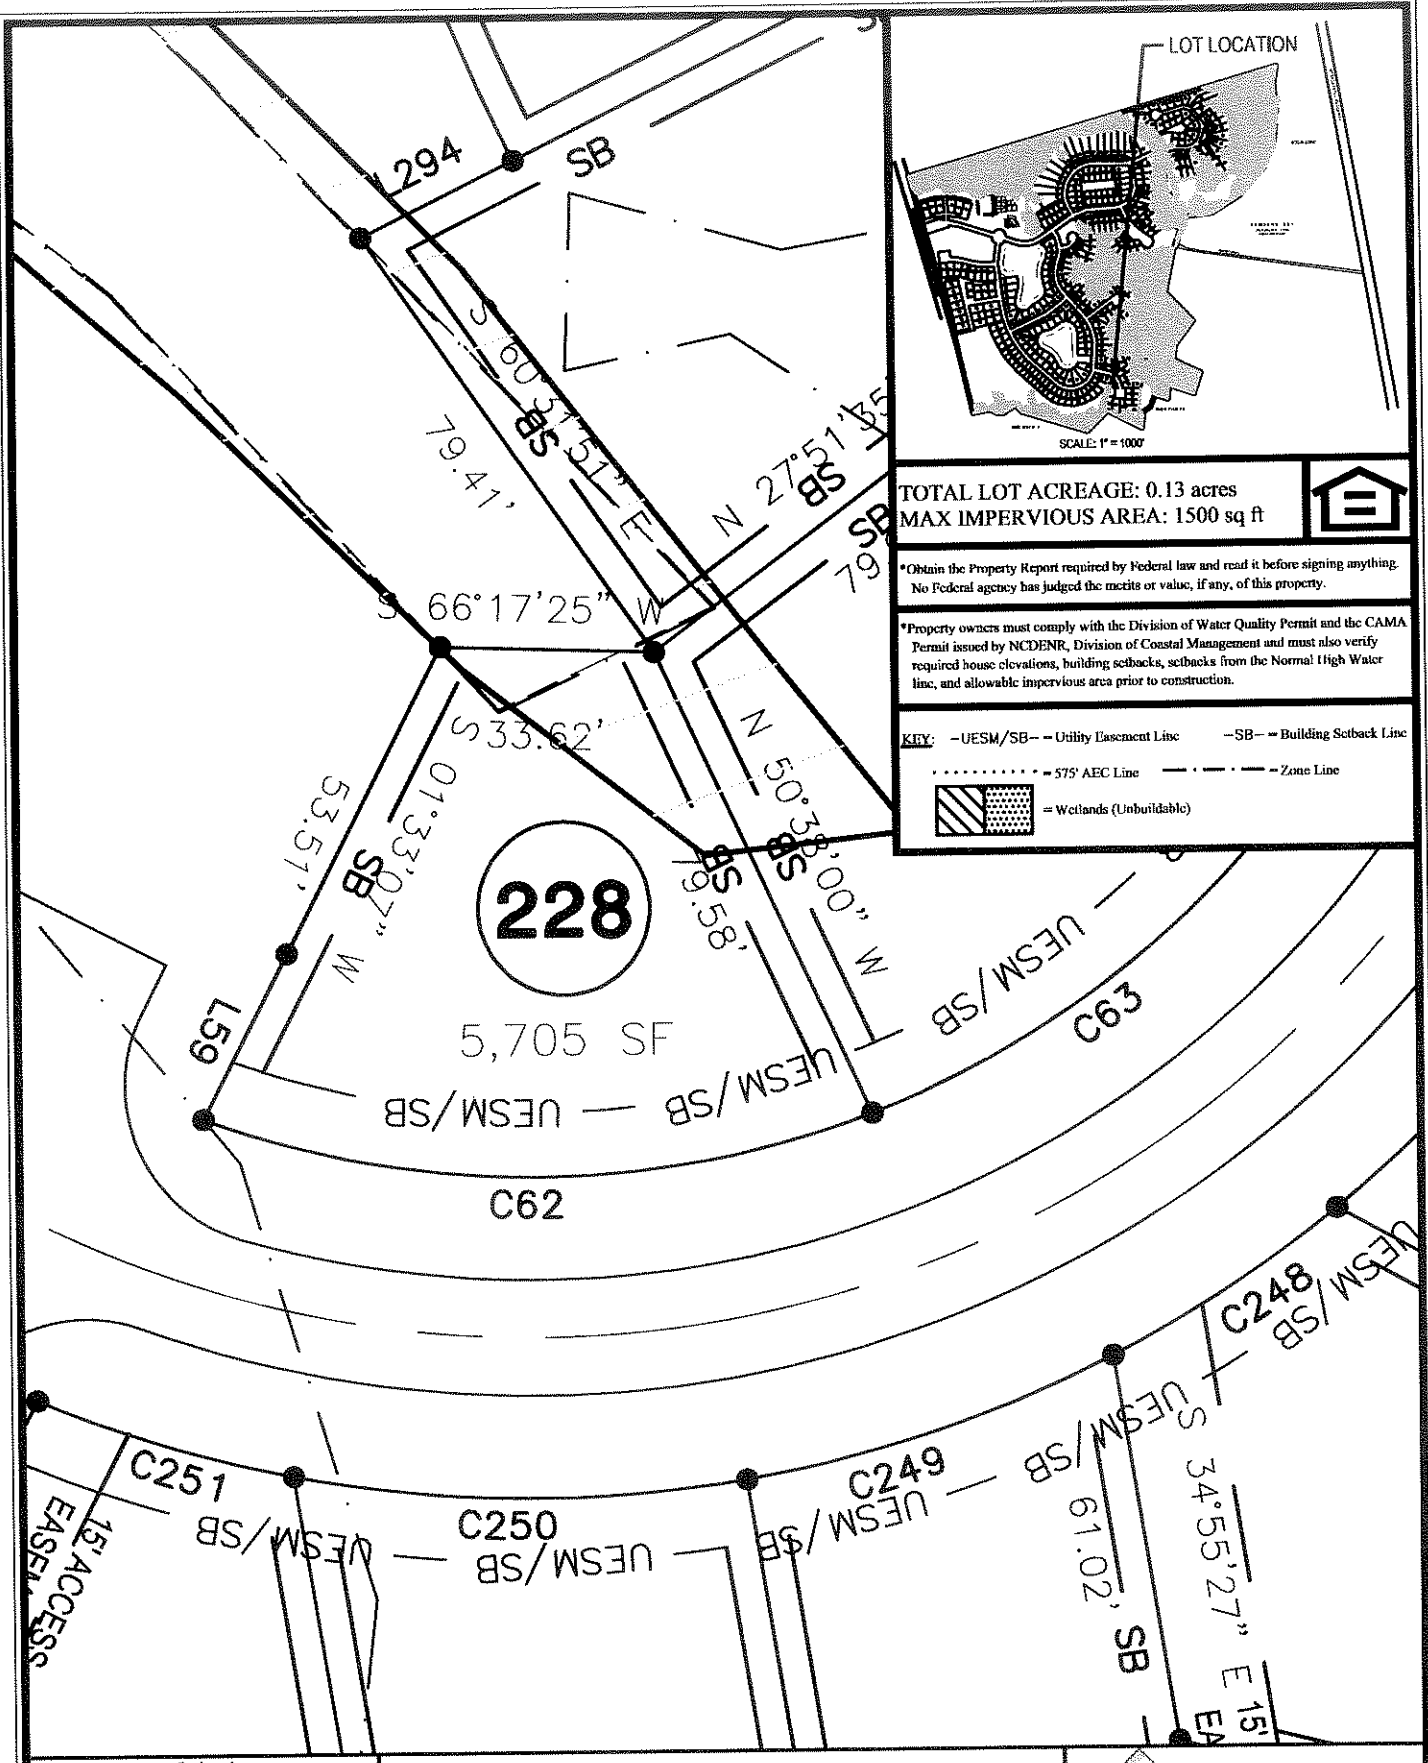 LOT LOCATION
SCALE: 1" = 1000'
TOTAL LOT ACREAGE: 0.13 acres
MAX IMPERVIOUS AREA: 1500 sq ft
*Obtain the Property Report required by Federal law and read it before signing anything.
No Federal agency has judged the merits or value, if any, of this property.
*Property owners must comply with the Division of Water Quality Permit and the CAMA
Permit issued by NCDENR, Division of Coastal Management and must also verify
required house elevations, building setbacks, setbacks from the Normal High Water
line, and allowable impervious area prior to construction.
KEY: -UESM/SB- = Utility Easement Line -SB- = Building Setback Line
= 575' AEC Line = Zone Line
= Wetlands (Unbuildable)
L294
SB
S 60°31'51" E
SB
79.41'
N 27°51'35
SB
SB
79
S 66°17'25" W
33.62'
S 01°33'07" W
53.51'
SB
L59
N 50°38'00" W
79.58'
SB
SB
228
5,705 SF
UESM/SB
UESM/SB
UESM/SB
C62
C63
C248
UESM/SB
C249
UESM/SB
UESM/SB
C250
UESM/SB
C251
UESM/SB
15' ACCESS
S 34°55'27" E
61.02'
SB
15'
EA